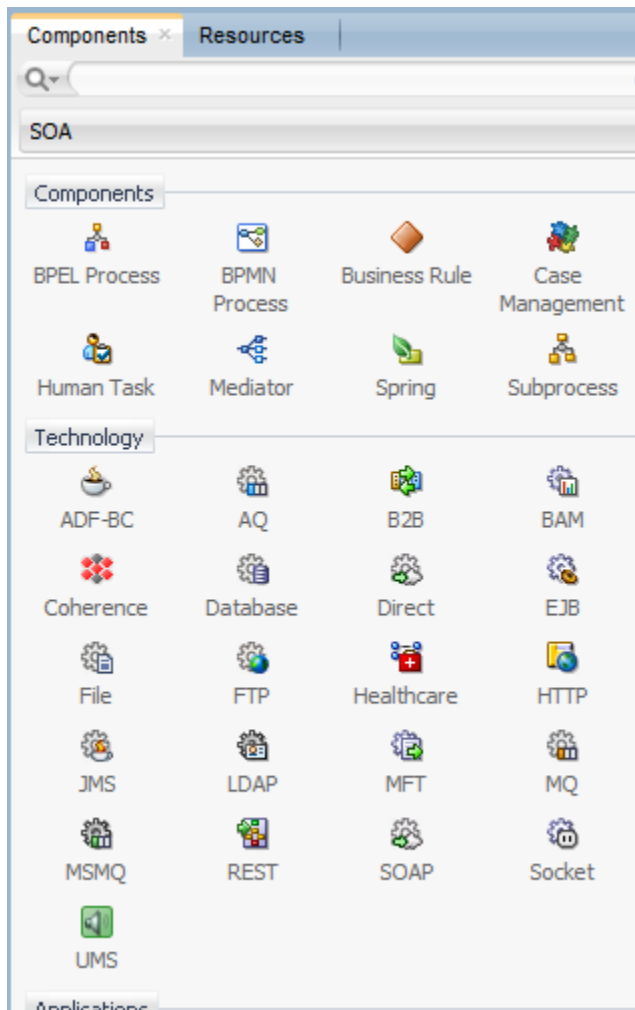 Components Resources
SOA
Components
BPEL Process BPMN Process Business Rule Case Management
Human Task Mediator Spring Subprocess
Technology
ADF-BC AQ B2B BAM
Coherence Database Direct EJB
File FTP Healthcare HTTP
JMS LDAP MFT MQ
MSMQ REST SOAP Socket
UMS
Applications